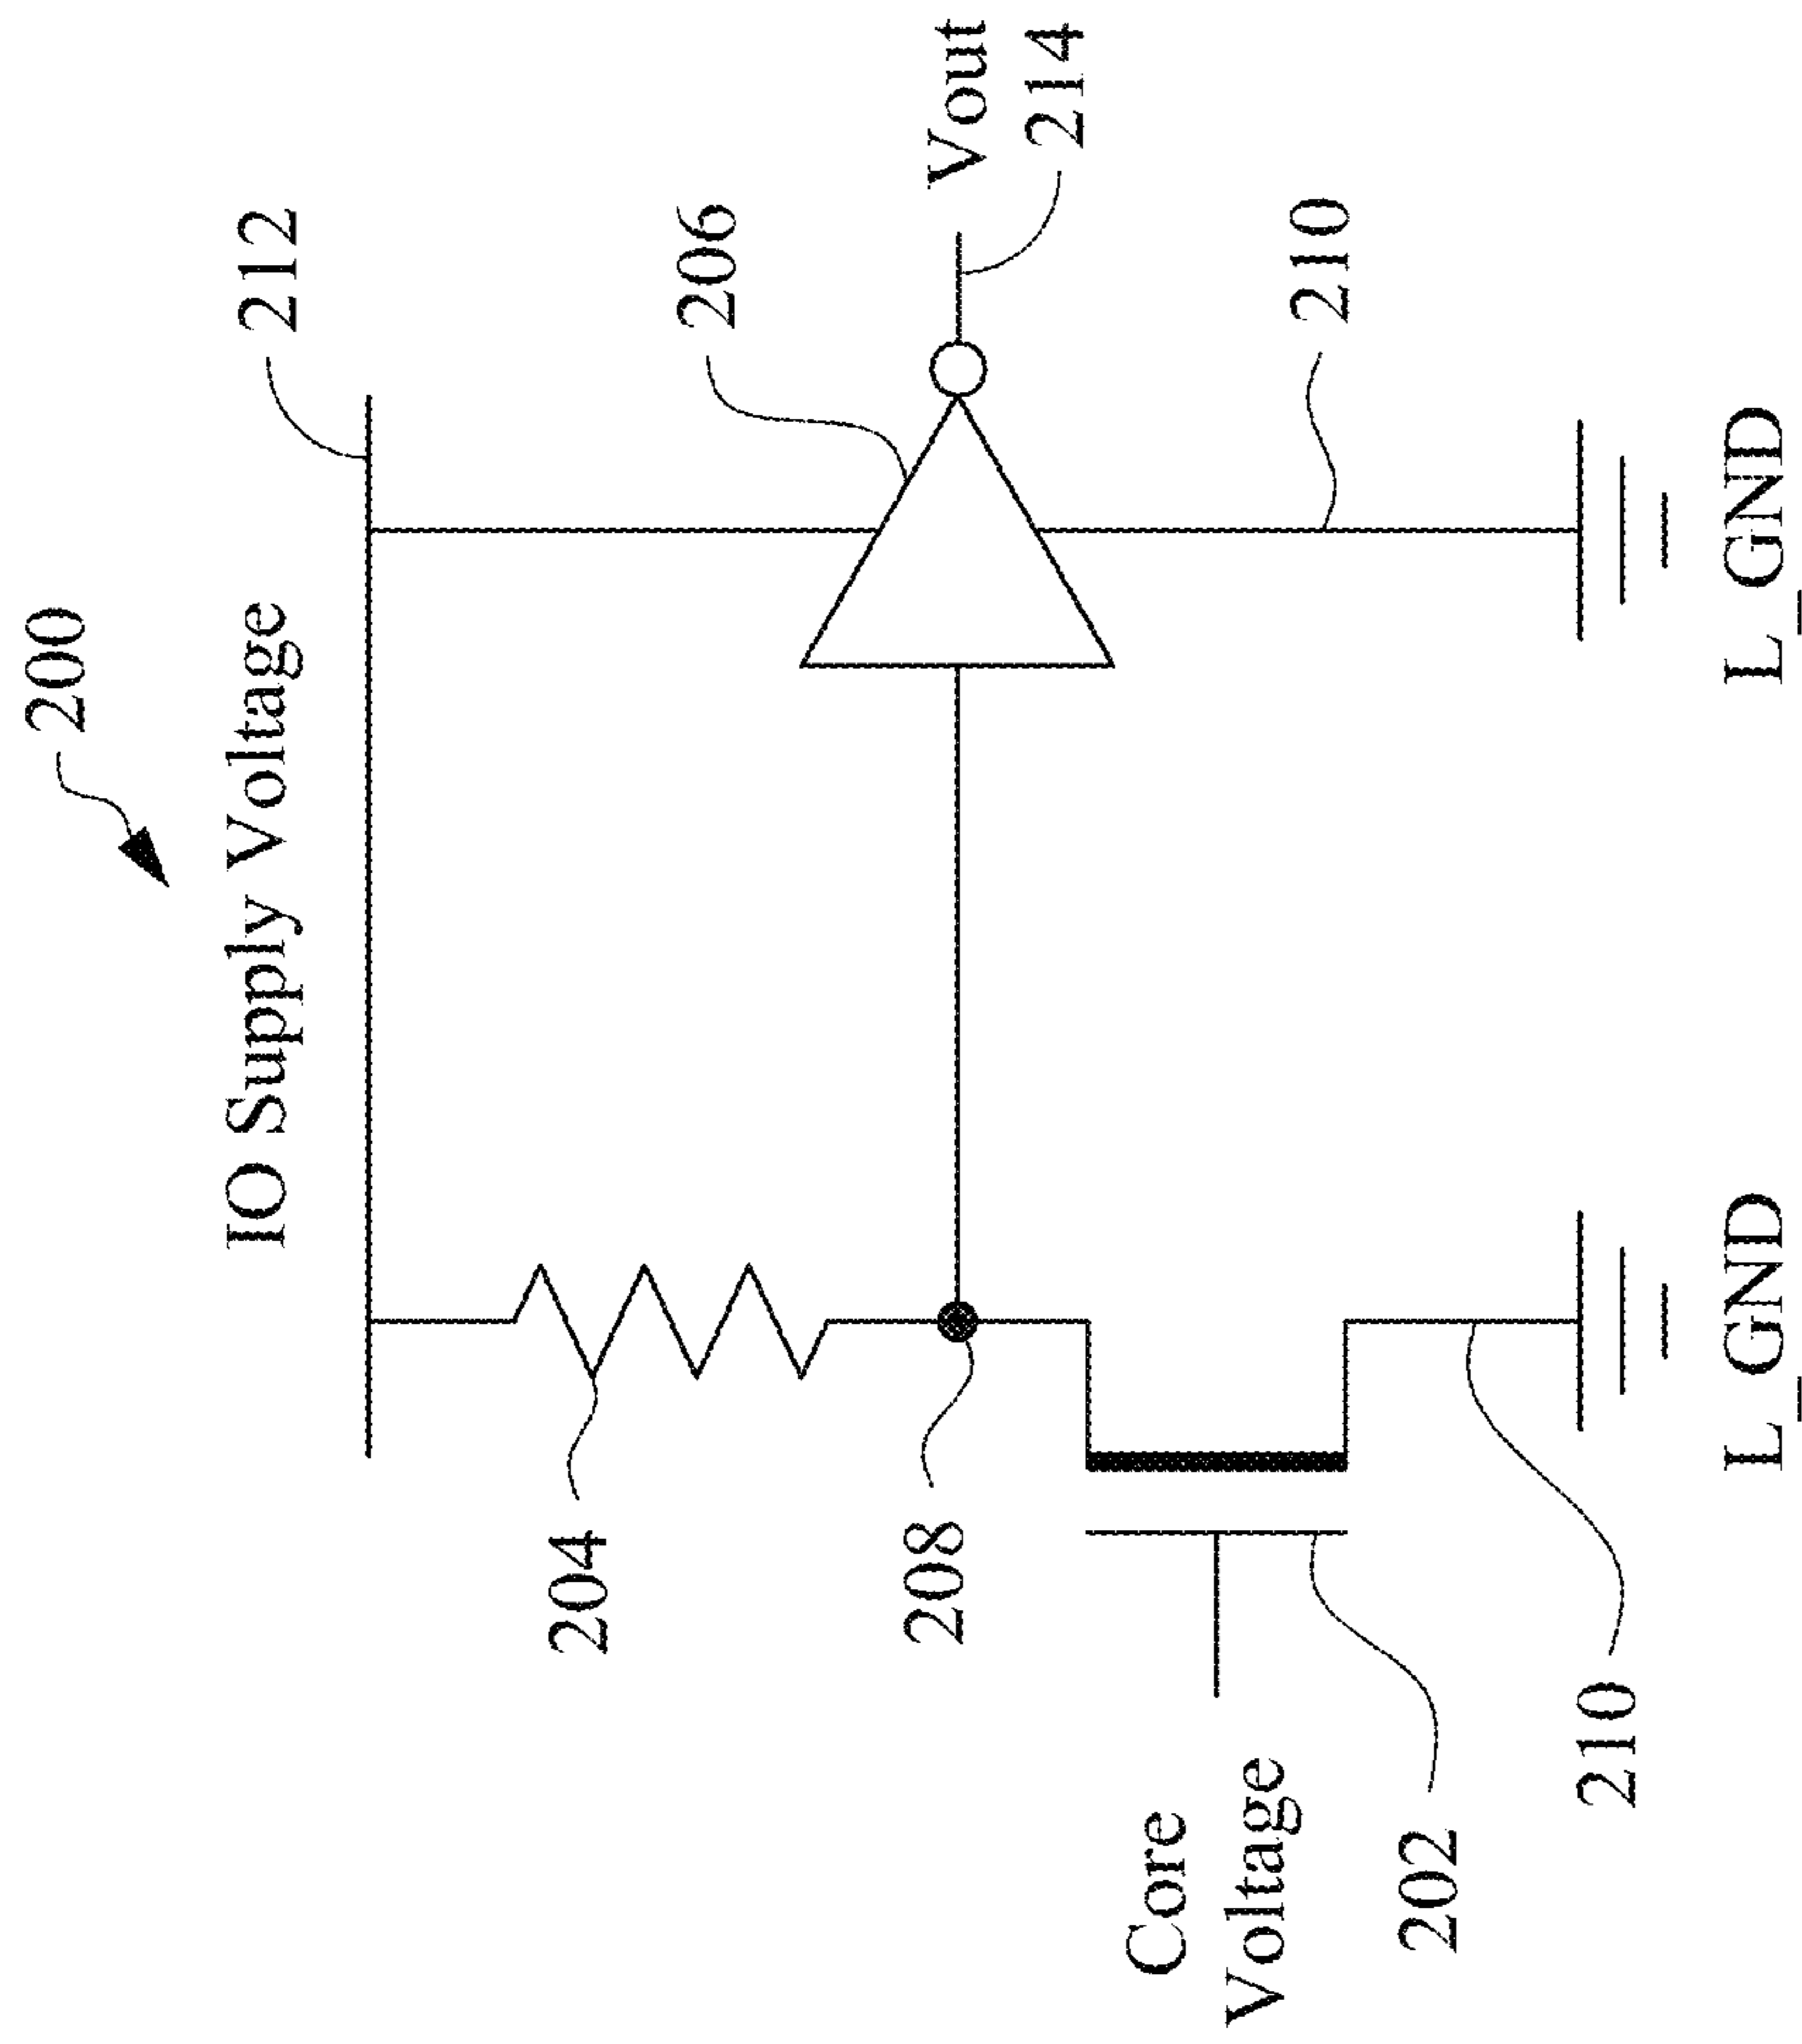 200
IO Supply Voltage
212
204
206
208
Vout
214
Core
Voltage
202
210
210
L_GND
L_GND